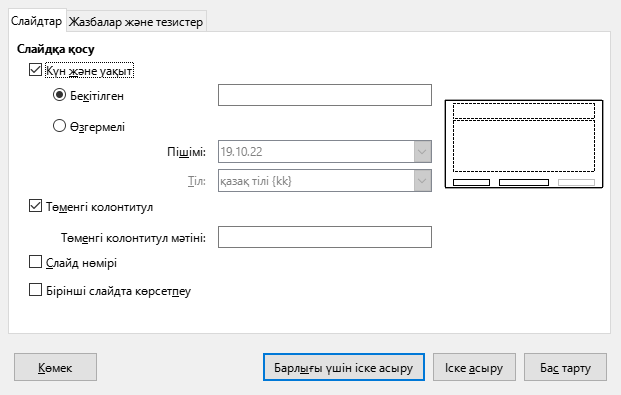 Слайдтар Жазбалар және тезистер
Слайдқа қосу
Күн және уақыт
Бекітілген
Өзгермелі
Пішімі: 19.10.22
Тіл: қазақ тілі {kk}
Төменгі колонтитул
Төменгі колонтитул мәтіні:
Слайд нөмірі
Бірінші слайдта көрсетпеу
Көмек Барлығы үшін іске асыру Іске асыру Бас тарту